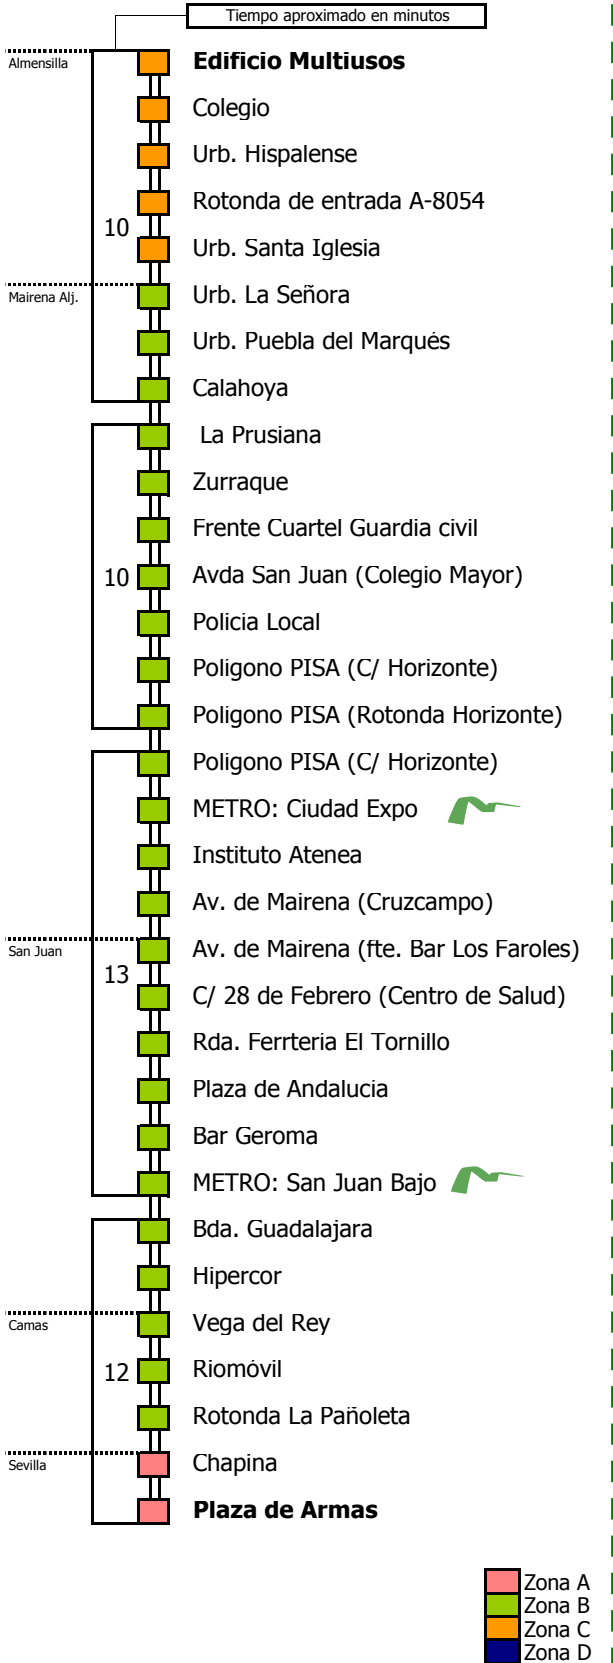 Tiempo aproximado en minutos
Almensilla
Edificio Multiusos
Colegio
Urb. Hispalense
Rotonda de entrada A-8054
10
Urb. Santa Iglesia
Mairena Alj.
Urb. La Señora
Urb. Puebla del Marqués
Calahoya
La Prusiana
Zurraque
Frente Cuartel Guardia civil
10
Avda San Juan (Colegio Mayor)
Policia Local
Poligono PISA (C/ Horizonte)
Poligono PISA (Rotonda Horizonte)
Poligono PISA (C/ Horizonte)
METRO: Ciudad Expo
Instituto Atenea
Av. de Mairena (Cruzcampo)
San Juan
Av. de Mairena (fte. Bar Los Faroles)
13
C/ 28 de Febrero (Centro de Salud)
Rda. Ferrteria El Tornillo
Plaza de Andalucia
Bar Geroma
METRO: San Juan Bajo
Bda. Guadalajara
Hipercor
Camas
Vega del Rey
12
Riomóvil
Rotonda La Pañoleta
Sevilla
Chapina
Plaza de Armas
Zona A
Zona B
Zona C
Zona D